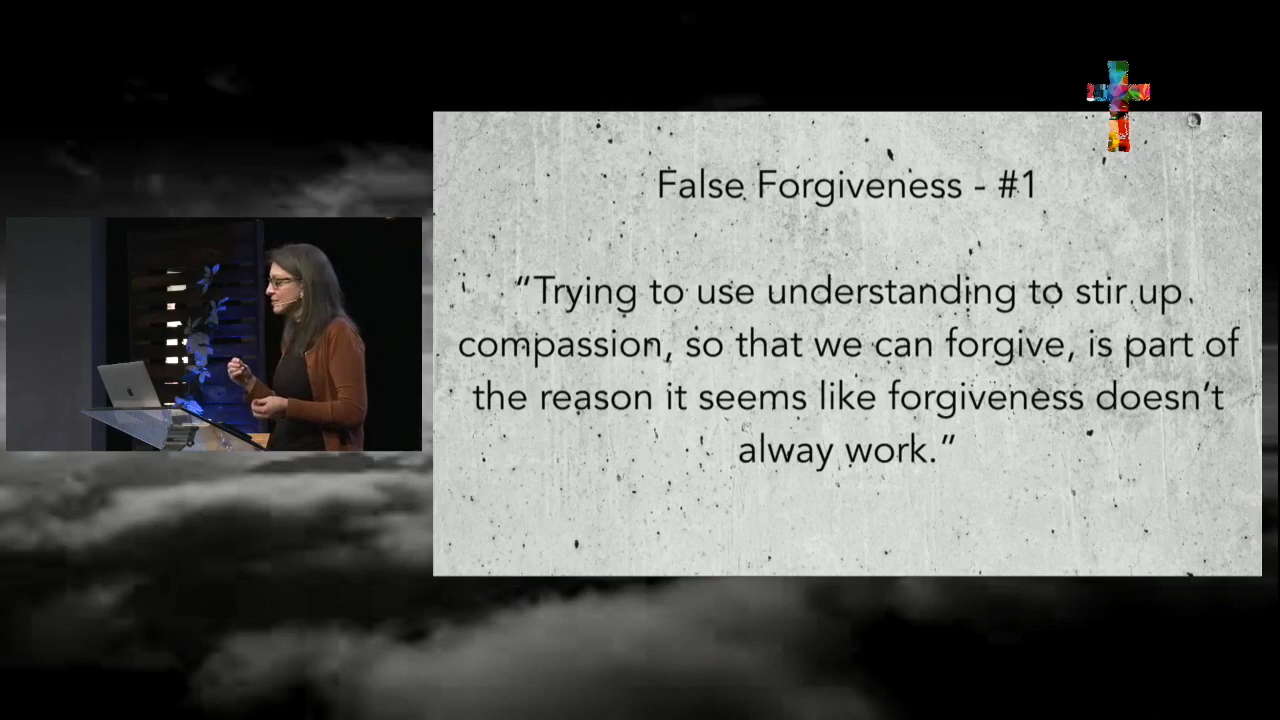 False Forgiveness - #1
“Trying to use understanding to stir up
compassion, so that we can forgive, is part of
the reason it seems like forgiveness doesn’t
alway work.”